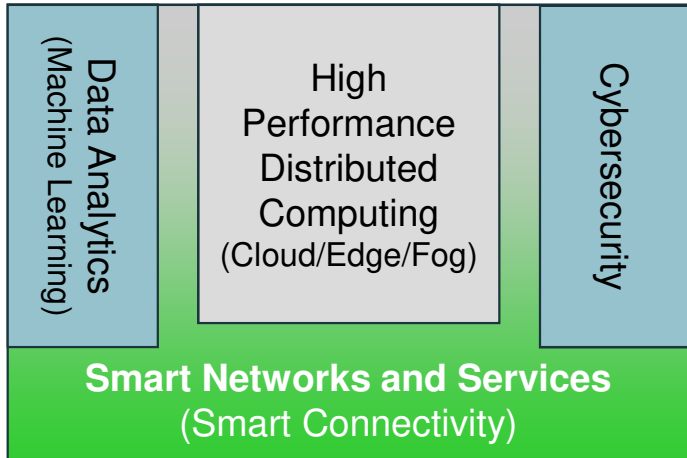 Data Analytics
(Machine Learning)
High
Performance
Distributed
Computing
(Cloud/Edge/Fog)
Cybersecurity
Smart Networks and Services
(Smart Connectivity)